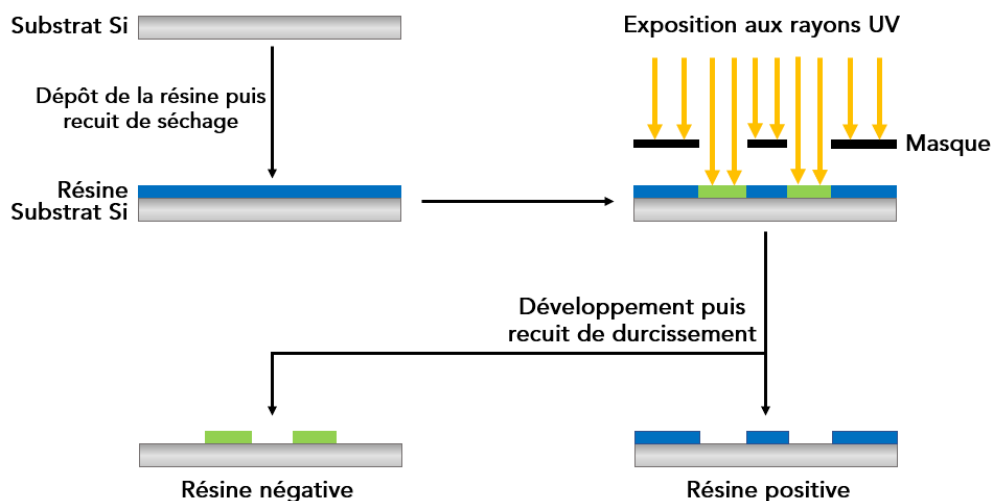 Substrat Si
Dépôt de la résine puis
recuit de séchage
Résine
Substrat Si
Exposition aux rayons UV
Masque
Développement puis
recuit de durcissement
Résine négative
Résine positive